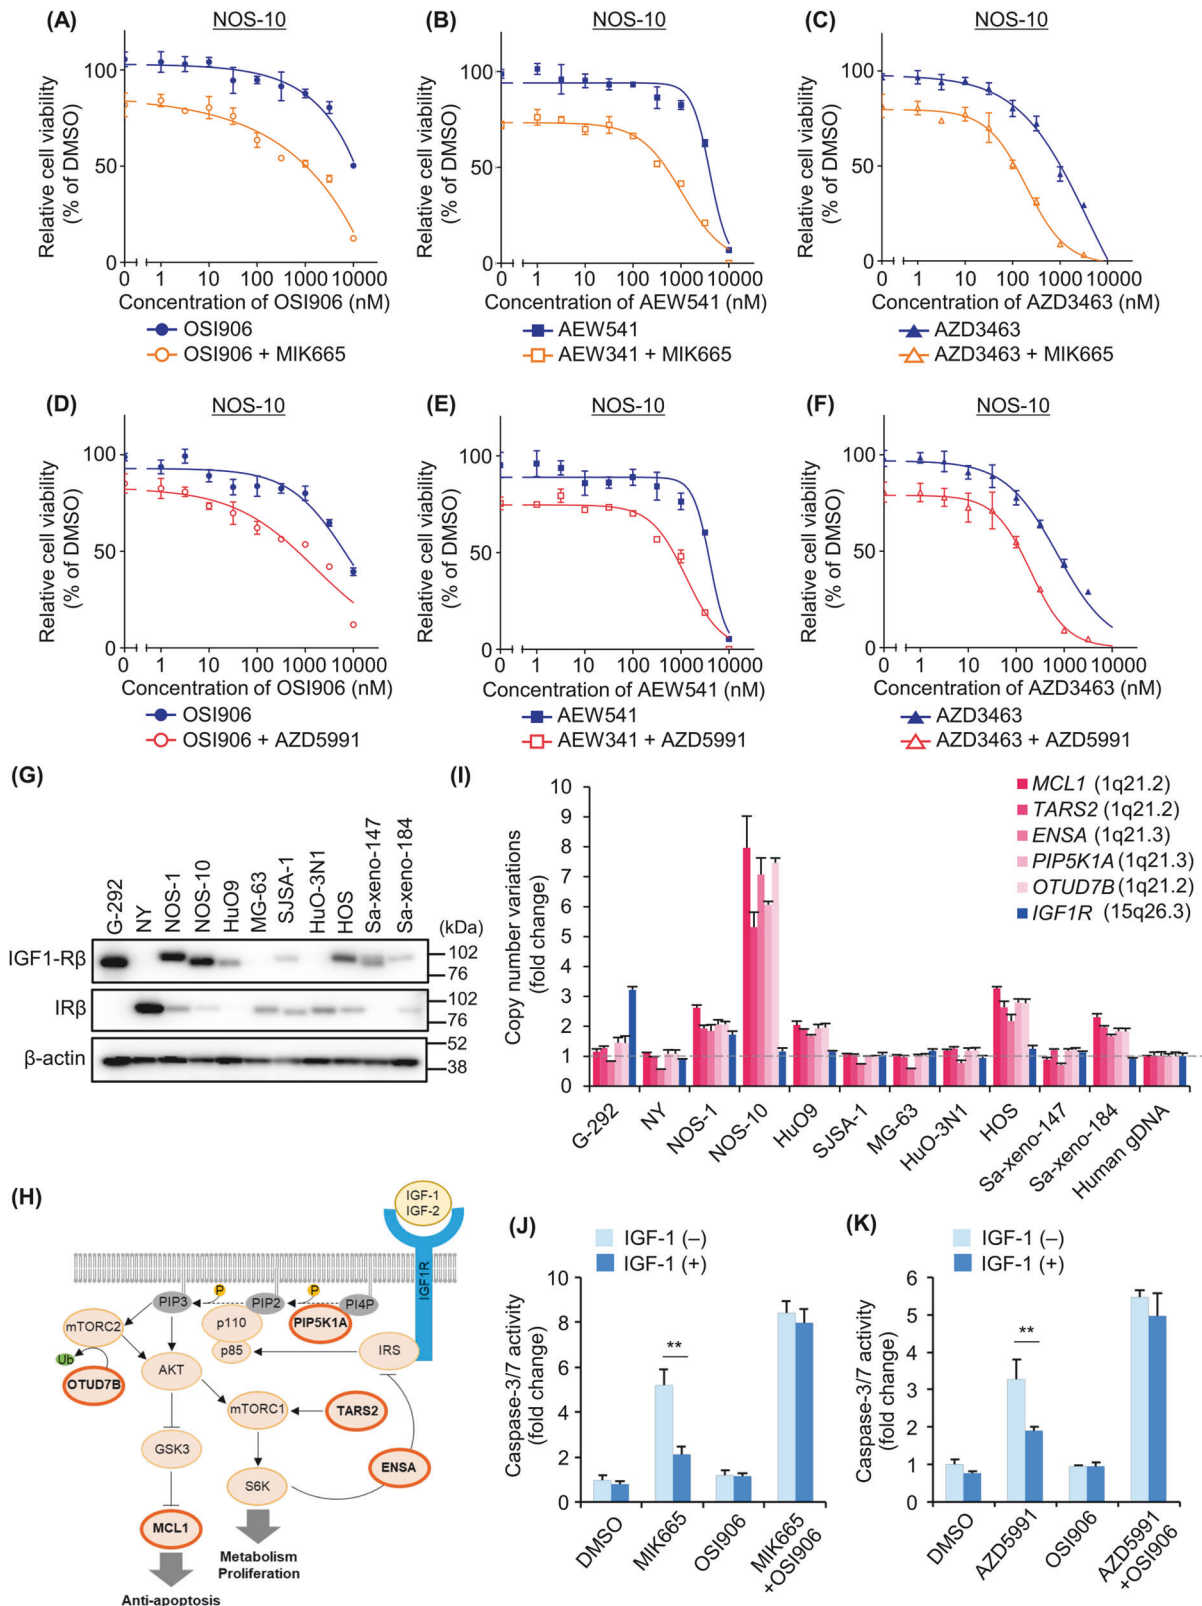 (A)
NOS-10
Relative cell viability
(% of DMSO)
100
50
0
0 1 10 100 1000 10000
Concentration of OSI906 (nM)
OSI906
OSI906 + MIK665
(B)
NOS-10
Relative cell viability
(% of DMSO)
100
50
0
0 1 10 100 1000 10000
Concentration of AEW541 (nM)
AEW541
AEW341 + MIK665
(C)
NOS-10
Relative cell viability
(% of DMSO)
100
50
0
0 1 10 100 1000 10000
Concentration of AZD3463 (nM)
AZD3463
AZD3463 + MIK665
(D)
NOS-10
Relative cell viability
(% of DMSO)
100
50
0
0 1 10 100 1000 10000
Concentration of OSI906 (nM)
OSI906
OSI906 + AZD5991
(E)
NOS-10
Relative cell viability
(% of DMSO)
100
50
0
0 1 10 100 1000 10000
Concentration of AEW541 (nM)
AEW541
AEW341 + AZD5991
(F)
NOS-10
Relative cell viability
(% of DMSO)
100
50
0
0 1 10 100 1000 10000
Concentration of AZD3463 (nM)
AZD3463
AZD3463 + AZD5991
(G)
G-292
NY
NOS-1
NOS-10
HuO9
MG-63
SJSA-1
HuO-3N1
HOS
Sa-xeno-147
Sa-xeno-184
(kDa)
IGF1-Rβ
102
76
IRβ
102
76
β-actin
52
38
(I)
Copy number variations
(fold change)
10
9
8
7
6
5
4
3
2
1
0
MCL1 (1q21.2)
TARS2 (1q21.2)
ENSA (1q21.3)
PIP5K1A (1q21.3)
OTUD7B (1q21.2)
IGF1R (15q26.3)
G-292
NY
NOS-1
NOS-10
HuO9
SJSA-1
MG-63
HuO-3N1
HOS
Sa-xeno-147
Sa-xeno-184
Human gDNA
(H)
IGF-1
IGF-2
IGF1R
P
P
PIP3
PIP2
PI4P
mTORC2
p110
PIP5K1A
p85
IRS
Ub
OTUD7B
AKT
mTORC1
TARS2
GSK3
ENSA
S6K
MCL1
Metabolism
Proliferation
Anti-apoptosis
(J)
IGF-1 (–)
IGF-1 (+)
Caspase-3/7 activity
(fold change)
10
8
6
4
2
0
**
DMSO
MIK665
OSI906
MIK665
+OSI906
(K)
IGF-1 (–)
IGF-1 (+)
Caspase-3/7 activity
(fold change)
6
5
4
3
2
1
0
**
DMSO
AZD5991
OSI906
AZD5991
+OSI906